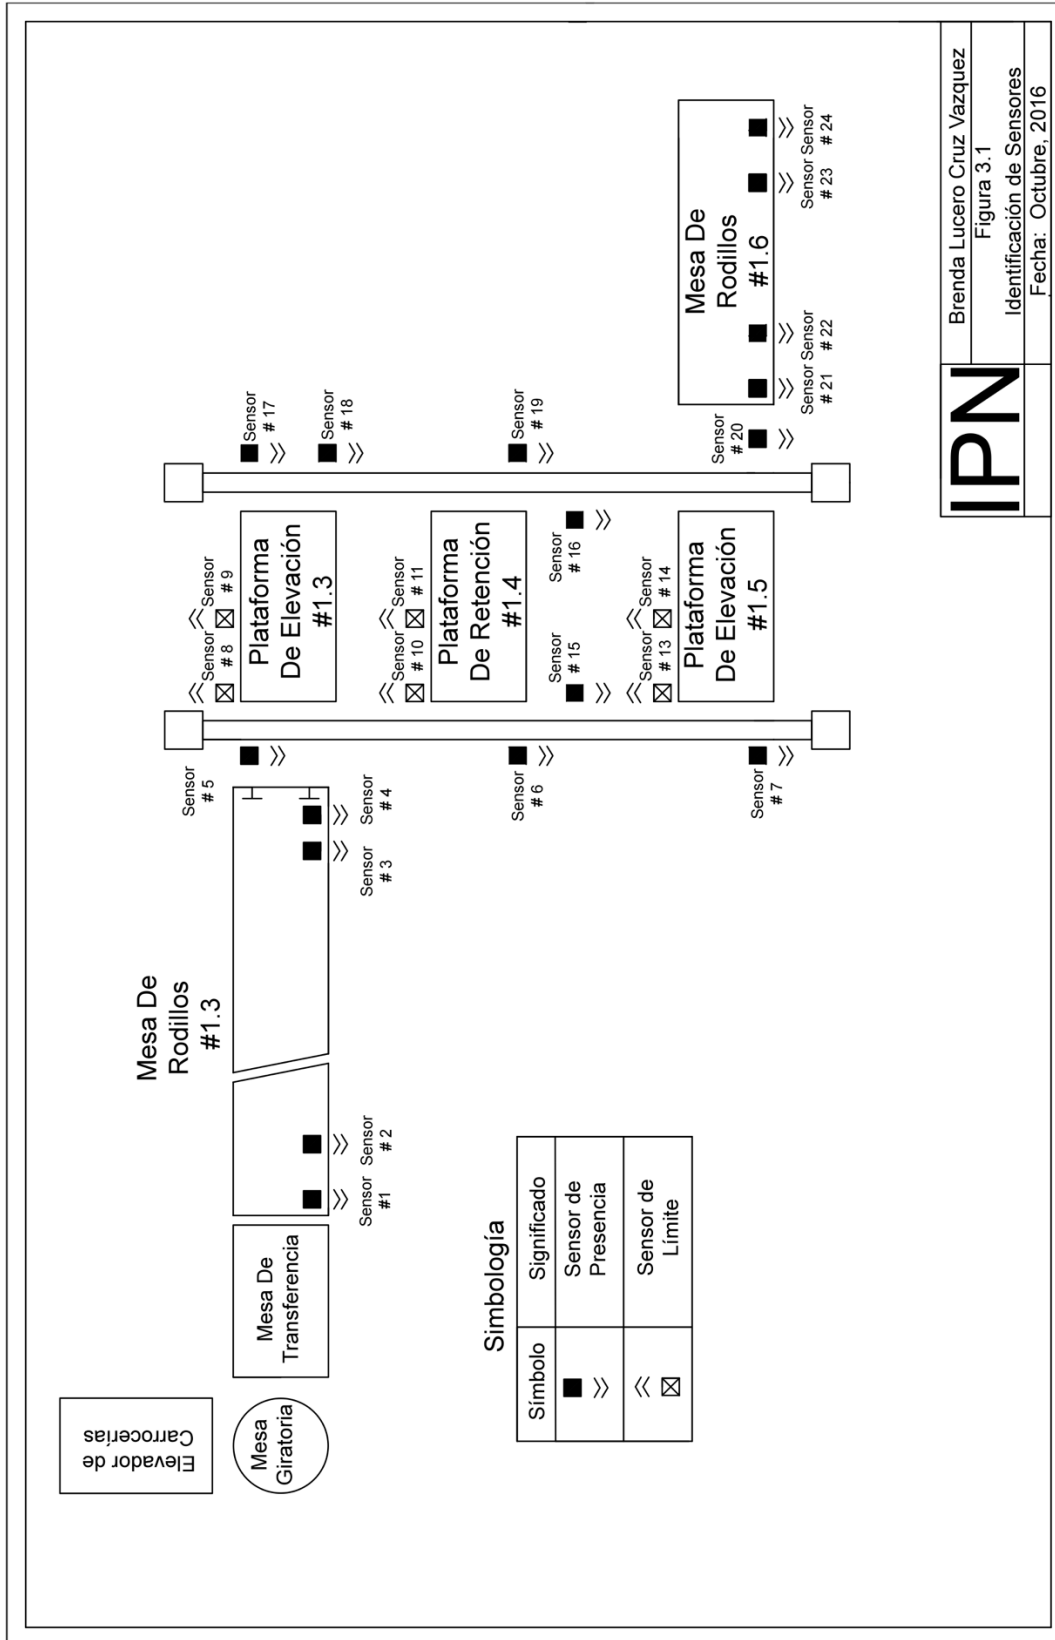 Elevador de
Carrocerías
Mesa
Giratoria
Mesa De
Transferencia
Mesa De
Rodillos
#1.3
Sensor
#1
Sensor
# 2
Sensor
# 3
Sensor
# 4
Sensor
# 5
Sensor
# 6
Sensor
# 7
Sensor
# 8
Sensor
# 9
Plataforma
De Elevación
#1.3
Sensor
# 10
Sensor
# 11
Plataforma
De Retención
#1.4
Sensor
# 15
Sensor
# 16
Sensor
# 13
Sensor
# 14
Plataforma
De Elevación
#1.5
Sensor
# 17
Sensor
# 18
Sensor
# 19
Sensor
# 20
Mesa De
Rodillos
#1.6
Sensor
# 21
Sensor
# 22
Sensor
# 23
Sensor
# 24
Simbología
Símbolo
Significado
Sensor de
Presencia
Sensor de
Límite
IPN
Brenda Lucero Cruz Vazquez
Figura 3.1
Identificación de Sensores
Fecha: Octubre, 2016